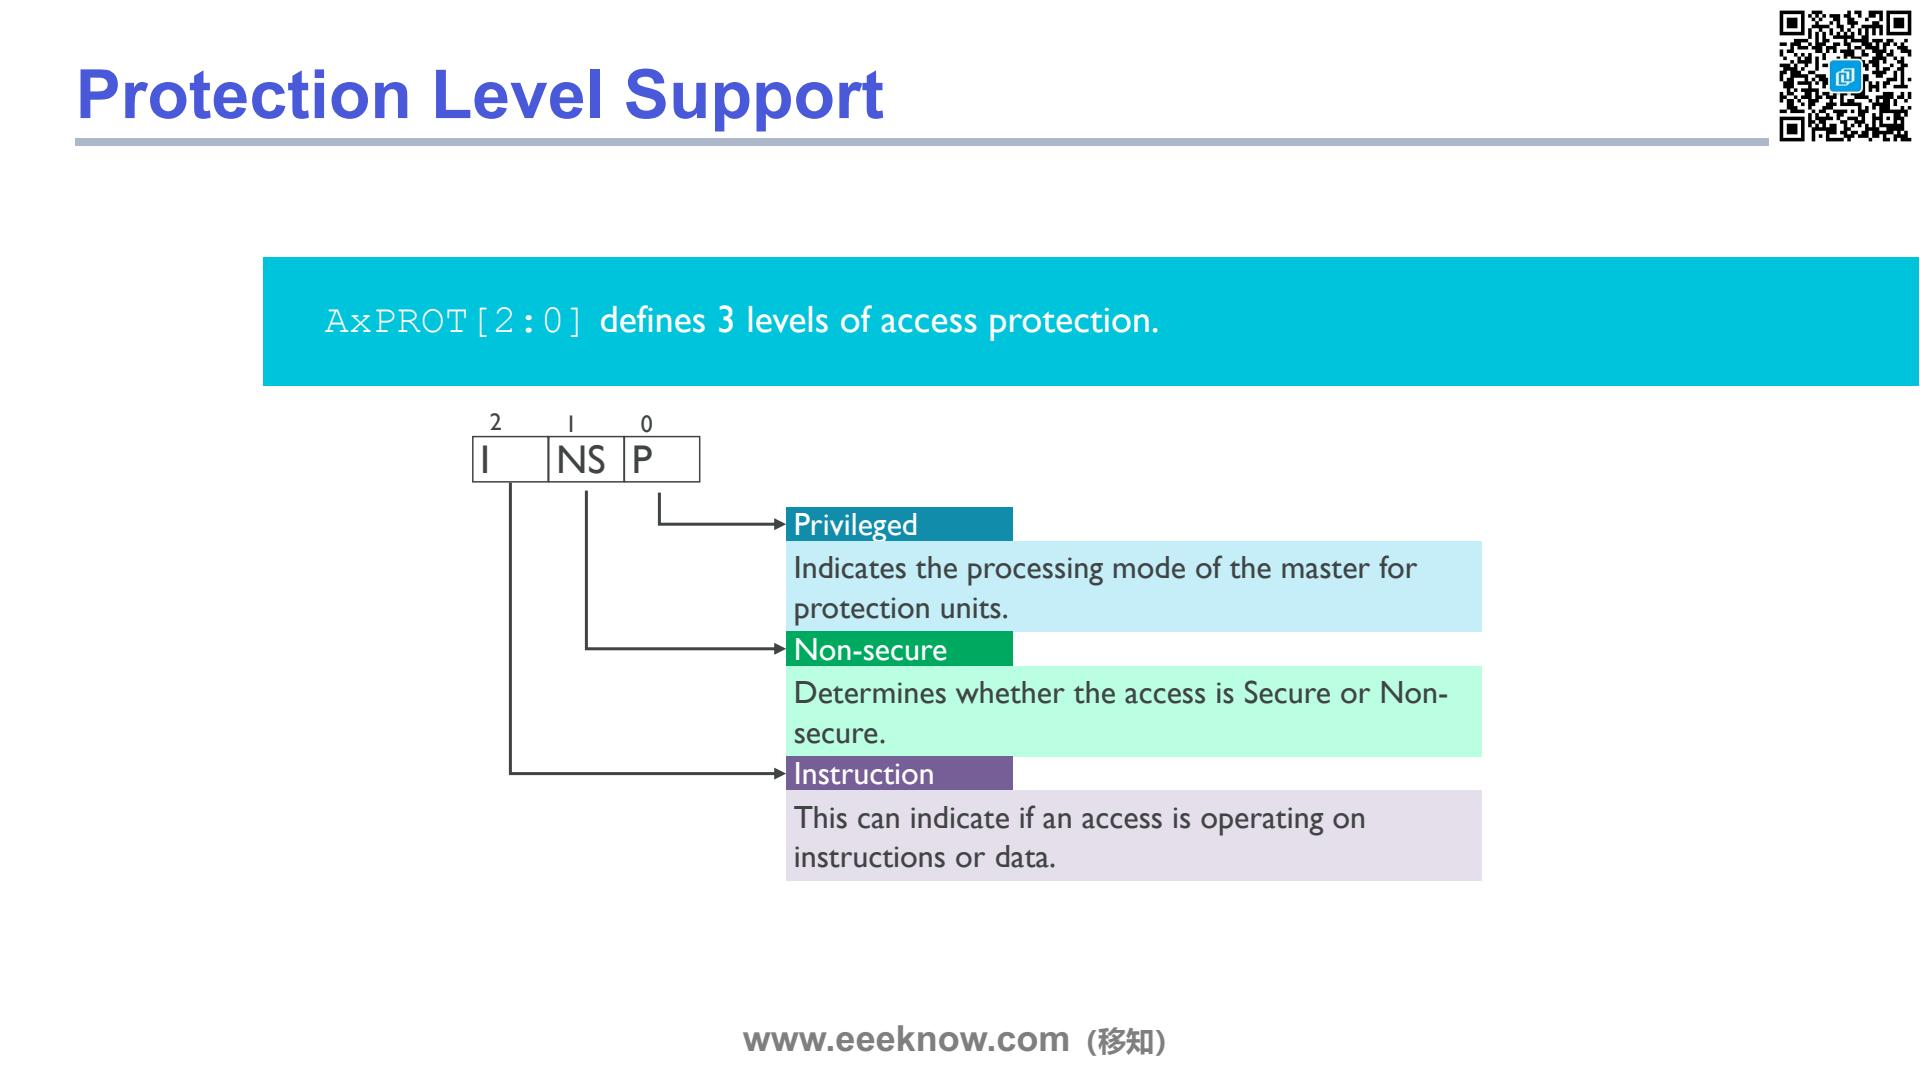 Protection Level Support
AxPROT[2:0] defines 3 levels of access protection.
2 1 0
I NS P
Privileged
Indicates the processing mode of the master for
protection units.
Non-secure
Determines whether the access is Secure or Non-
secure.
Instruction
This can indicate if an access is operating on
instructions or data.
www.eeeknow.com (移知)